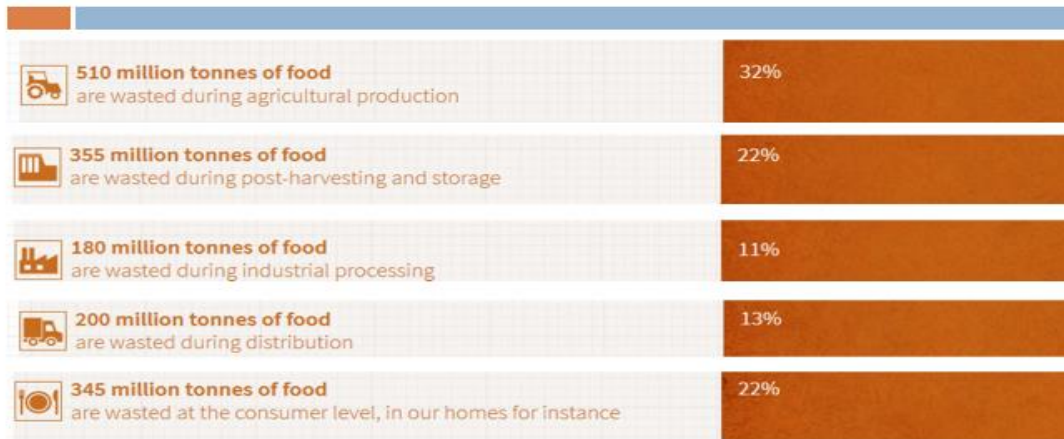 510 million tonnes of food
are wasted during agricultural production
32%
355 million tonnes of food
are wasted during post-harvesting and storage
22%
180 million tonnes of food
are wasted during industrial processing
11%
200 million tonnes of food
are wasted during distribution
13%
345 million tonnes of food
are wasted at the consumer level, in our homes for instance
22%